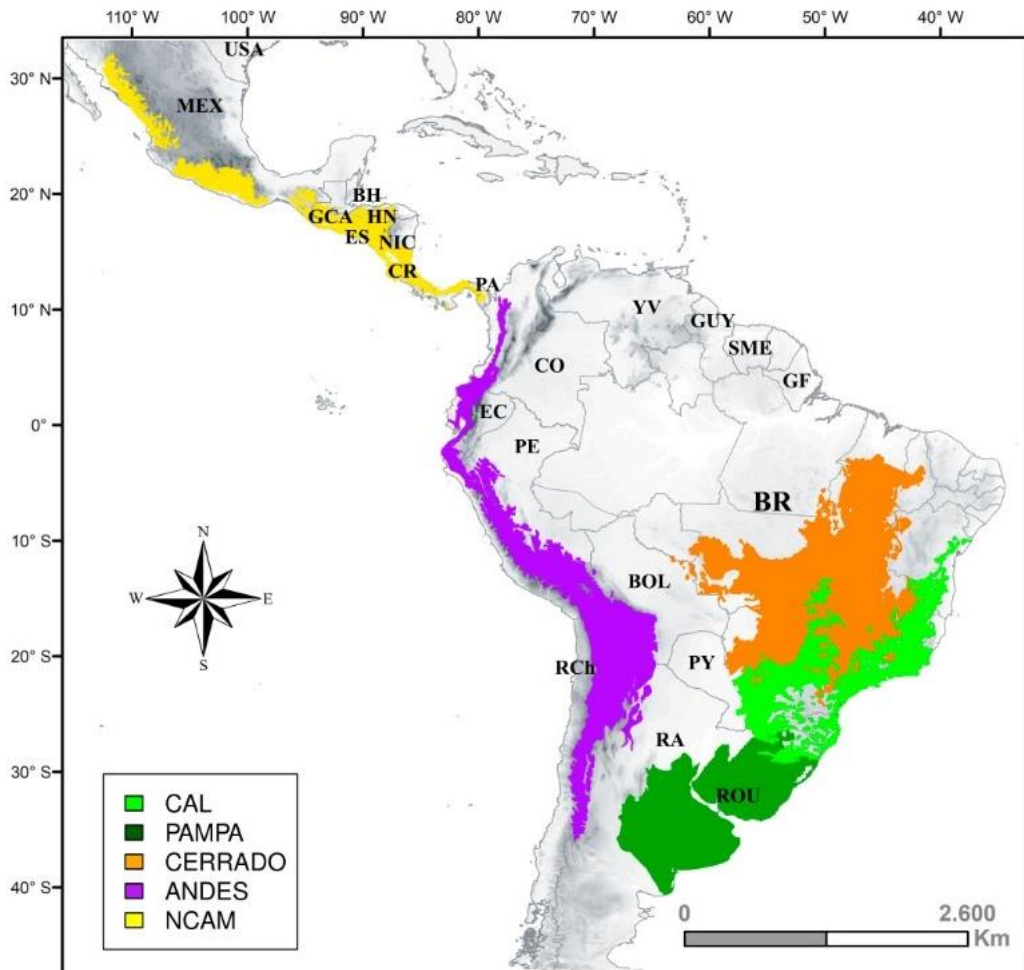 110° W 100° W 90° W 80° W 70° W 60° W 50° W 40° W
USA
30° N
MEX
20° N
BH
GCA HN
ES NIC
CR
PA
10° N
YV
GUY
SME
CO
GF
0°
EC
PE
BR
10° S
N
BOL
W E
S
20° S
RCh
PY
RA
30° S
ROU
CAL
PAMPA
CERRADO
ANDES
NCAM
40° S
0 2.600
Km